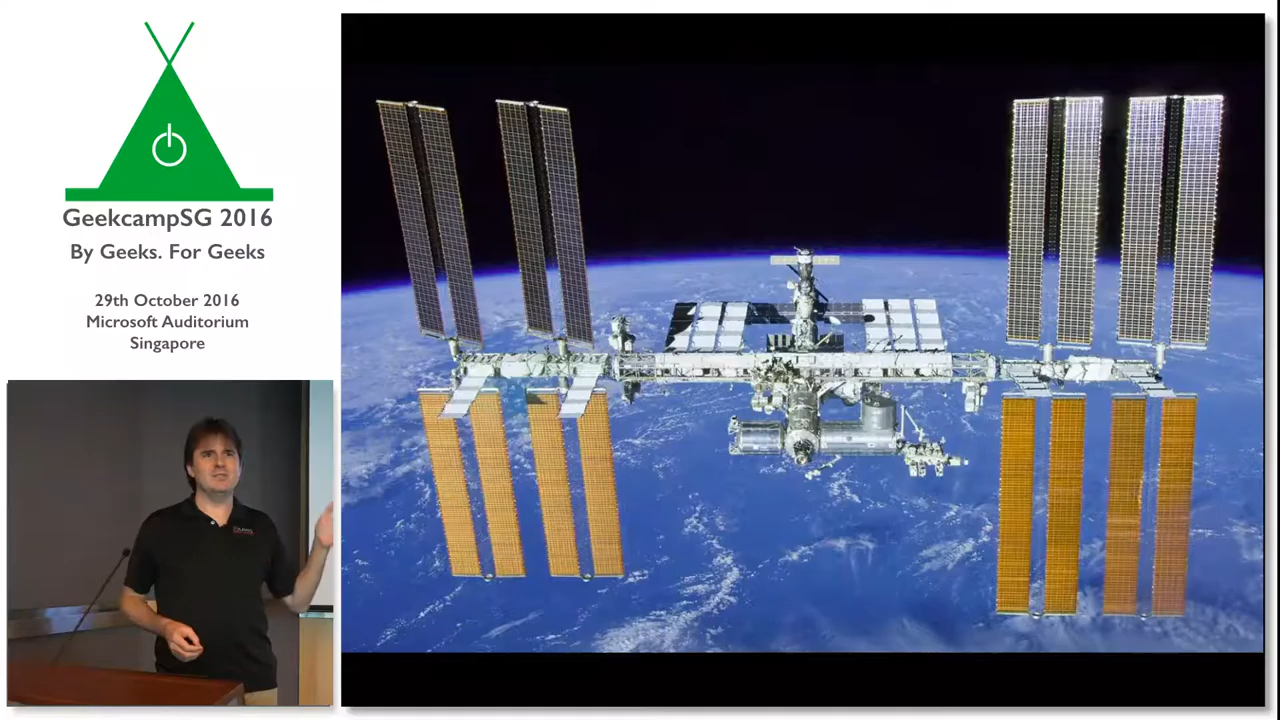 GeekcampSG 2016
By Geeks. For Geeks
29th October 2016
Microsoft Auditorium
Singapore